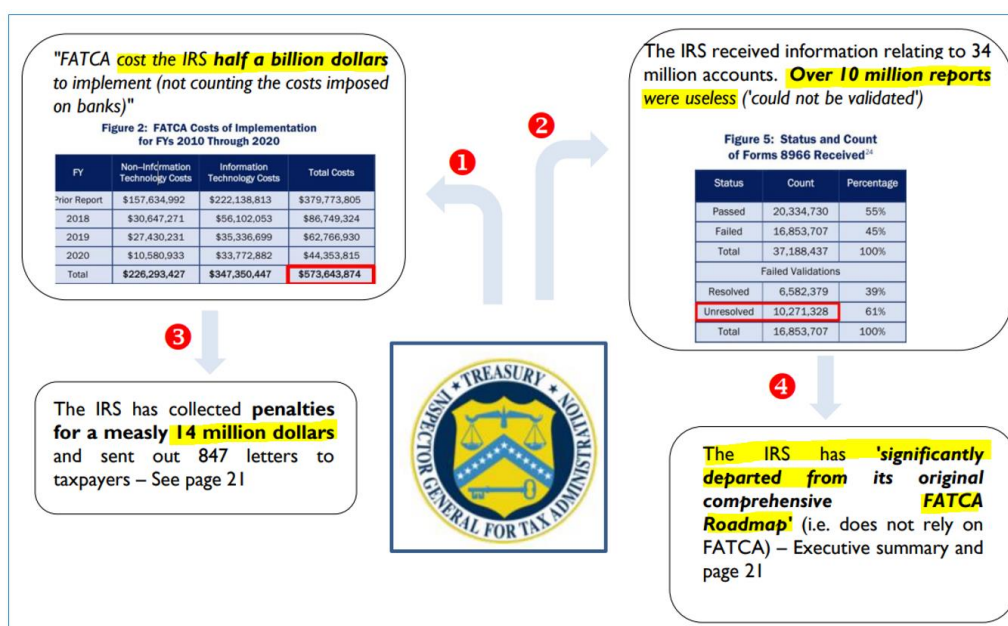 "FATCA cost the IRS half a billion dollars
to implement (not counting the costs imposed
on banks)"
Figure 2: FATCA Costs of Implementation
for FYs 2010 Through 2020
FY Non–Information Technology Costs Information Technology Costs Total Costs
Prior Report $157,634,992 $222,138,813 $379,773,805
2018 $30,647,271 $56,102,053 $86,749,324
2019 $27,430,231 $35,336,699 $62,766,930
2020 $10,580,933 $33,772,882 $44,353,815
Total $226,293,427 $347,350,447 $573,643,874
1
2
The IRS received information relating to 34
million accounts. Over 10 million reports
were useless ('could not be validated')
Figure 5: Status and Count
of Forms 8966 Received24
Status Count Percentage
Passed 20,334,730 55%
Failed 16,853,707 45%
Total 37,188,437 100%
Failed Validations
Resolved 6,582,379 39%
Unresolved 10,271,328 61%
Total 16,853,707 100%
3
The IRS has collected penalties
for a measly 14 million dollars
and sent out 847 letters to
taxpayers – See page 21
TREASURY INSPECTOR GENERAL FOR TAX ADMINISTRATION
4
The IRS has 'significantly
departed from its original
comprehensive FATCA
Roadmap' (i.e. does not rely on
FATCA) – Executive summary and
page 21